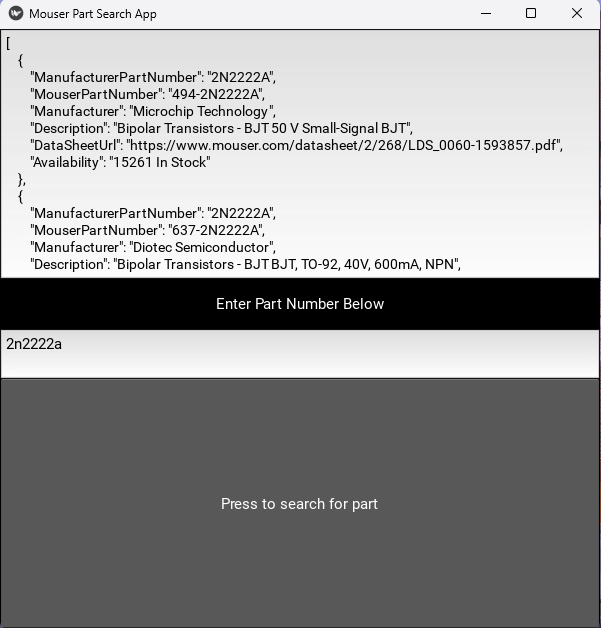 Mouser Part Search App
[
{
"ManufacturerPartNumber": "2N2222A",
"MouserPartNumber": "494-2N2222A",
"Manufacturer": "Microchip Technology",
"Description": "Bipolar Transistors - BJT 50 V Small-Signal BJT",
"DataSheetUrl": "https://www.mouser.com/datasheet/2/268/LDS_0060-1593857.pdf",
"Availability": "15261 In Stock"
},
{
"ManufacturerPartNumber": "2N2222A",
"MouserPartNumber": "637-2N2222A",
"Manufacturer": "Diotec Semiconductor",
"Description": "Bipolar Transistors - BJT BJT, TO-92, 40V, 600mA, NPN",
Enter Part Number Below
2n2222a
Press to search for part